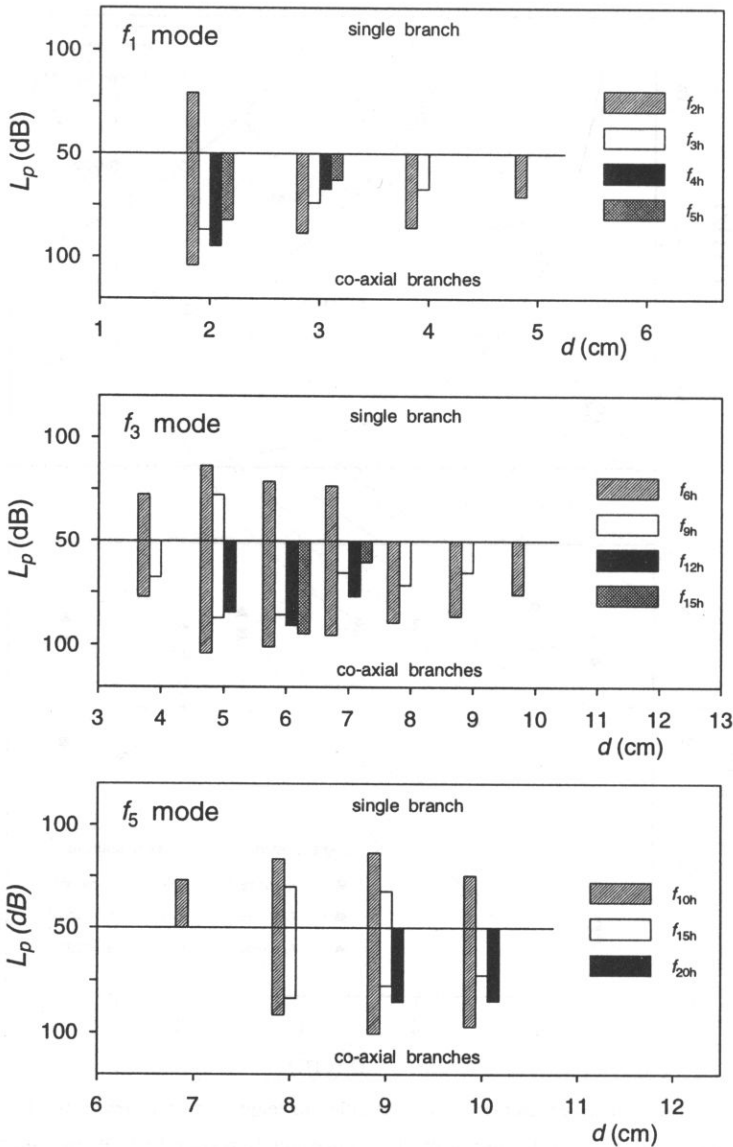 f1 mode
single branch
100
50
100
Lp (dB)
co-axial branches
f2h
f3h
f4h
f5h
1 2 3 4 5 6
d (cm)
f3 mode
single branch
100
50
100
Lp (dB)
co-axial branches
f6h
f9h
f12h
f15h
3 4 5 6 7 8 9 10 11 12 13
d (cm)
f5 mode
single branch
100
50
100
Lp (dB)
co-axial branches
f10h
f15h
f20h
6 7 8 9 10 11 12
d (cm)